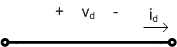 + v_d - i_d